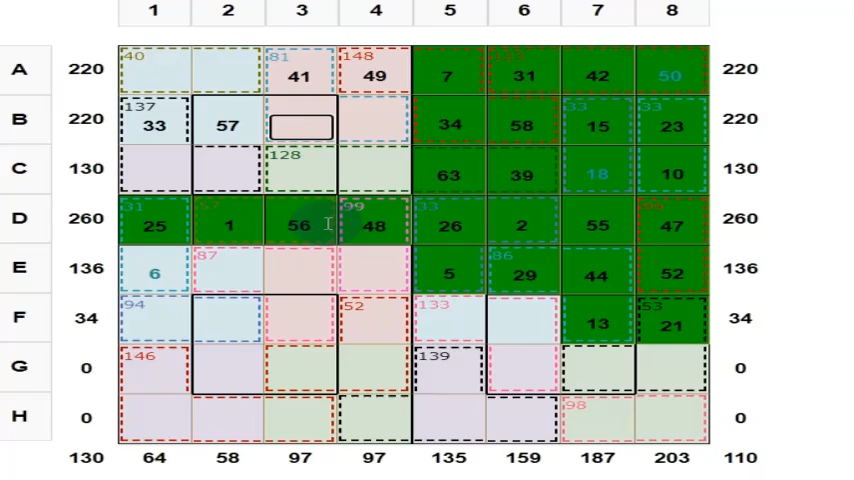 1 2 3 4 5 6 7 8
40 81 148
A 220 41 49 7 31 42 50 220
137 33 33
B 220 33 57 34 58 15 23 220
128
C 130 63 39 18 10 130
31 99 33
D 260 25 1 56 48 26 2 55 47 260
87 86
E 136 6 5 29 44 52 136
94 52 133 53
F 34 13 21 34
146 139
G 0 0
98
H 0 0
130 64 58 97 97 135 159 187 203 110